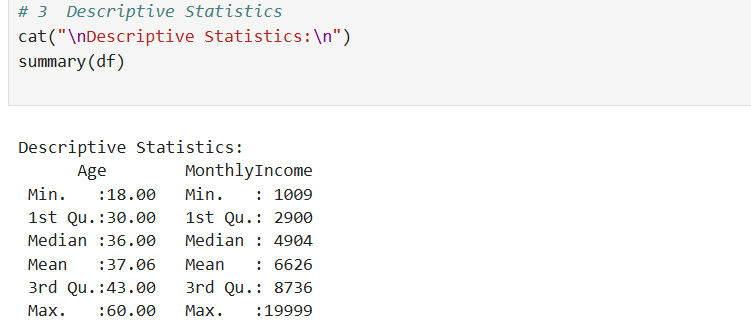 # 3  Descriptive Statistics
cat("\nDescriptive Statistics:\n")
summary(df)
Descriptive Statistics:
      Age        MonthlyIncome
 Min.   :18.00   Min.   : 1009
 1st Qu.:30.00   1st Qu.: 2900
 Median :36.00   Median : 4904
 Mean   :37.06   Mean   : 6626
 3rd Qu.:43.00   3rd Qu.: 8736
 Max.   :60.00   Max.   :19999